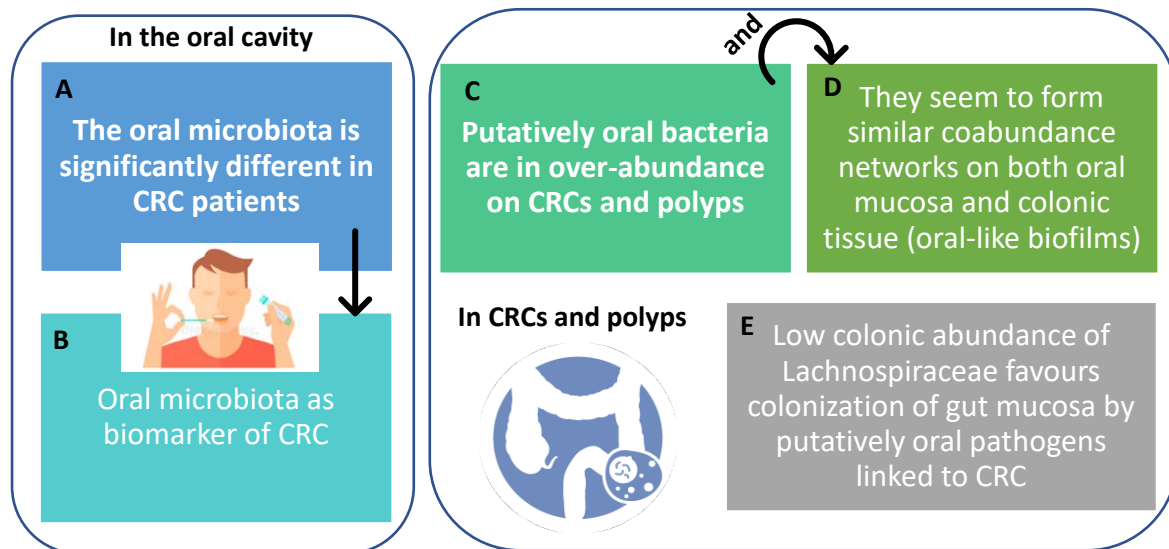 In the oral cavity
A
The oral microbiota is
significantly different in
CRC patients
B
Oral microbiota as
biomarker of CRC
and
C
Putatively oral bacteria
are in over-abundance
on CRCs and polyps
D
They seem to form
similar coabundance
networks on both oral
mucosa and colonic
tissue (oral-like biofilms)
In CRCs and polyps
E
Low colonic abundance of
Lachnospiraceae favours
colonization of gut mucosa by
putatively oral pathogens
linked to CRC